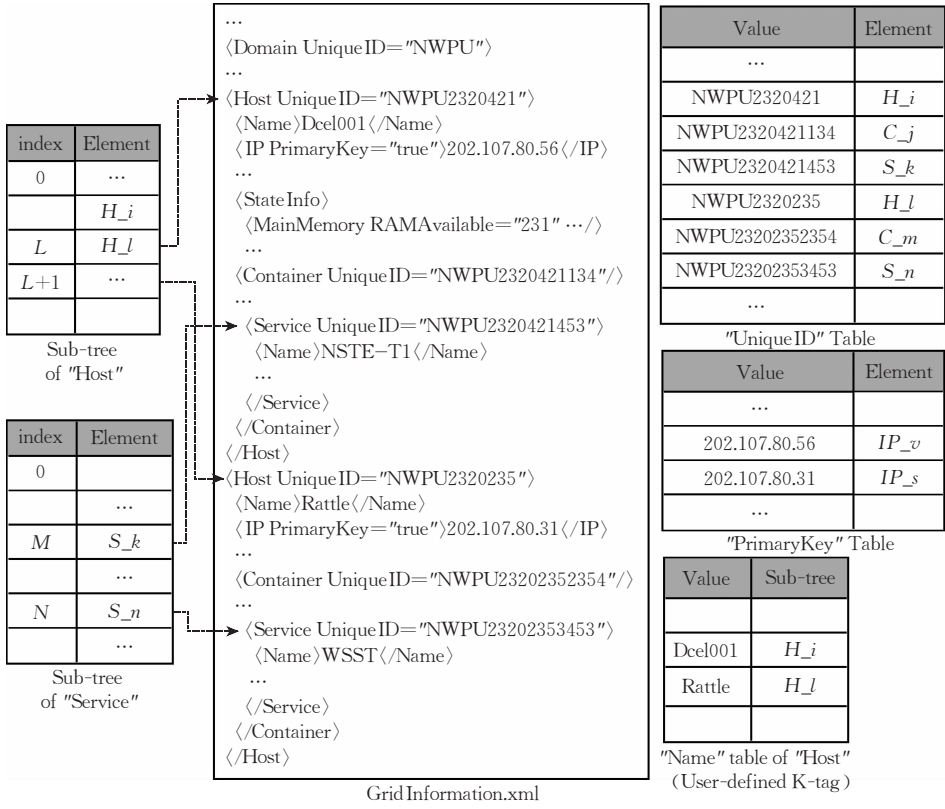 index Element
0 …
H_i
L H_l
L+1 …
Sub-tree
of "Host"
index Element
0
…
M S_k
…
N S_n
…
Sub-tree
of "Service"
…
⟨Domain UniqueID="NWPU"⟩
…
⟨Host UniqueID="NWPU2320421"⟩
⟨Name⟩Dcel001⟨/Name⟩
⟨IP PrimaryKey="true"⟩202.107.80.56⟨/IP⟩
…
⟨StateInfo⟩
⟨MainMemory RAMAvailable="231" …/⟩
…
⟨Container UniqueID="NWPU2320421134"/⟩
…
⟨Service UniqueID="NWPU2320421453"⟩
⟨Name⟩NSTE-T1⟨/Name⟩
…
⟨/Service⟩
⟨/Container⟩
⟨/Host⟩
⟨Host UniqueID="NWPU2320235"⟩
⟨Name⟩Rattle⟨/Name⟩
⟨IP PrimaryKey="true"⟩202.107.80.31⟨/IP⟩
…
⟨Container UniqueID="NWPU23202352354"/⟩
…
⟨Service UniqueID="NWPU23202353453"⟩
⟨Name⟩WSST⟨/Name⟩
…
⟨/Service⟩
⟨/Container⟩
⟨/Host⟩
GridInformation.xml
Value Element
…
NWPU2320421 H_i
NWPU2320421134 C_j
NWPU2320421453 S_k
NWPU2320235 H_l
NWPU23202352354 C_m
NWPU23202353453 S_n
…
"UniqueID" Table
Value Element
…
202.107.80.56 IP_v
202.107.80.31 IP_s
…
"PrimaryKey" Table
Value Sub-tree
Dcel001 H_i
Rattle H_l
"Name" table of "Host"
(User-defined K-tag)